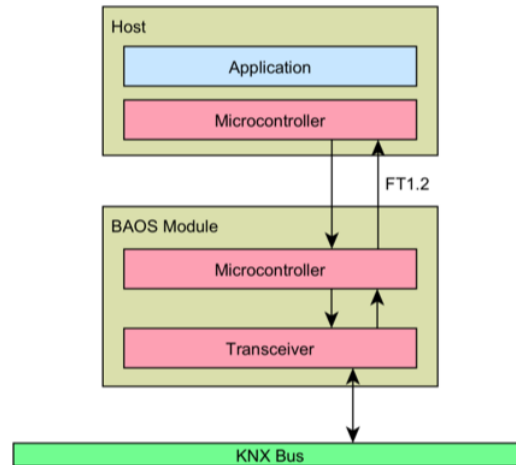 Host
Application
Microcontroller
FT1.2
BAOS Module
Microcontroller
Transceiver
KNX Bus